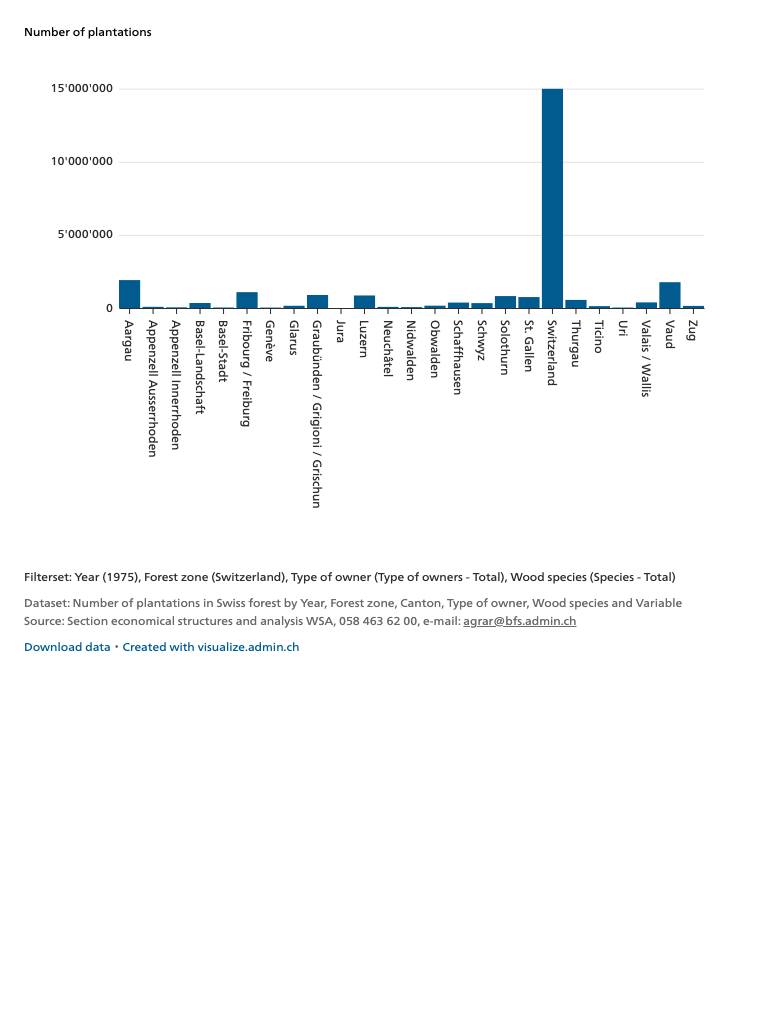 Number of plantations
15'000'000
10'000'000
5'000'000
0
Aargau
Appenzell Ausserrhoden
Appenzell Innerrhoden
Basel-Landschaft
Basel-Stadt
Fribourg / Freiburg
Genève
Glarus
Graubünden / Grigioni / Grischun
Jura
Luzern
Neuchâtel
Nidwalden
Obwalden
Schaffhausen
Schwyz
Solothurn
St. Gallen
Switzerland
Thurgau
Ticino
Uri
Valais / Wallis
Vaud
Zug
Filterset: Year (1975), Forest zone (Switzerland), Type of owner (Type of owners - Total), Wood species (Species - Total)
Dataset: Number of plantations in Swiss forest by Year, Forest zone, Canton, Type of owner, Wood species and Variable
Source: Section economical structures and analysis WSA, 058 463 62 00, e-mail: agrar@bfs.admin.ch
Download data • Created with visualize.admin.ch